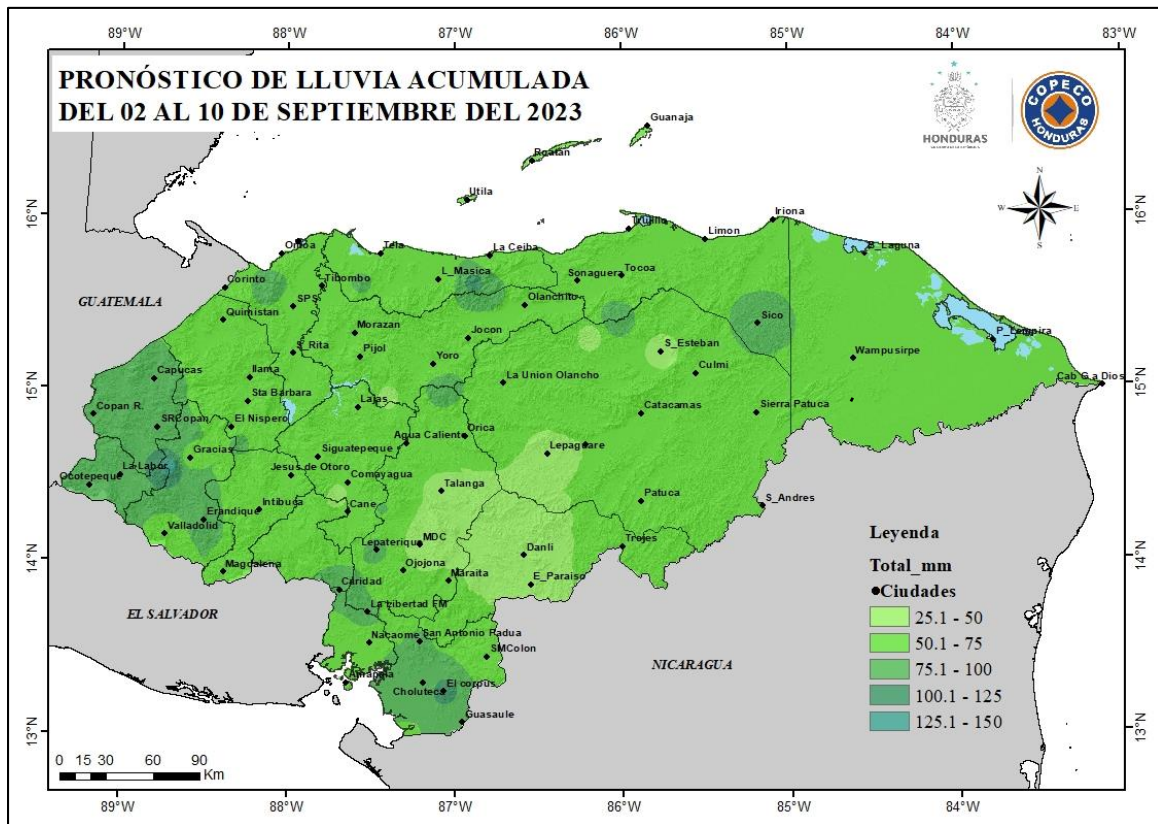 89°W 88°W 87°W 86°W 85°W 84°W 83°W
PRONÓSTICO DE LLUVIA ACUMULADA
DEL 02 AL 10 DE SEPTIEMBRE DEL 2023
HONDURAS
COPECO
HONDURAS
N
W E
S
Guanaja
Roatan
Utila
16°N 16°N
Trujillo Iriona
Limon
Omoa Tela La Ceiba B_Laguna
Corinto Tibombo L_Masica Sonaguera Tocoa
GUATEMALA
SPS Olanchito
Quimistan Sico
Morazan Jocon P_Lempira
Rita Pijol S_Esteban
Yoro Wampusirpe
Capucas Ilama La Union Olancho Culmi Cab G a Dios
15°N 15°N
Sta Barbara
Copan R. Lajas Catacamas Sierra Patuca
SRCopan El Nispero
Agua Caliente Orica
Gracias Siguatepeque Lepaguare
La Labor Jesus de Otoro
Ocotepeque Comayagua Talanga
Patuca S_Andres
Intibuca Cane
Erandique
Valladolid Lepaterique MDC Trojes
14°N 14°N
Danli
Magdalena Ojojona Maraita
E_Paraiso
Caridad
EL SALVADOR La Libertad FM
Nacaome San Antonio Padua
SMColon
NICARAGUA
Amapala El corpus
Choluteca
Guasaule
13°N 13°N
Leyenda
Total_mm
Ciudades
25.1 - 50
50.1 - 75
75.1 - 100
100.1 - 125
125.1 - 150
0 15 30 60 90
Km
89°W 88°W 87°W 86°W 85°W 84°W